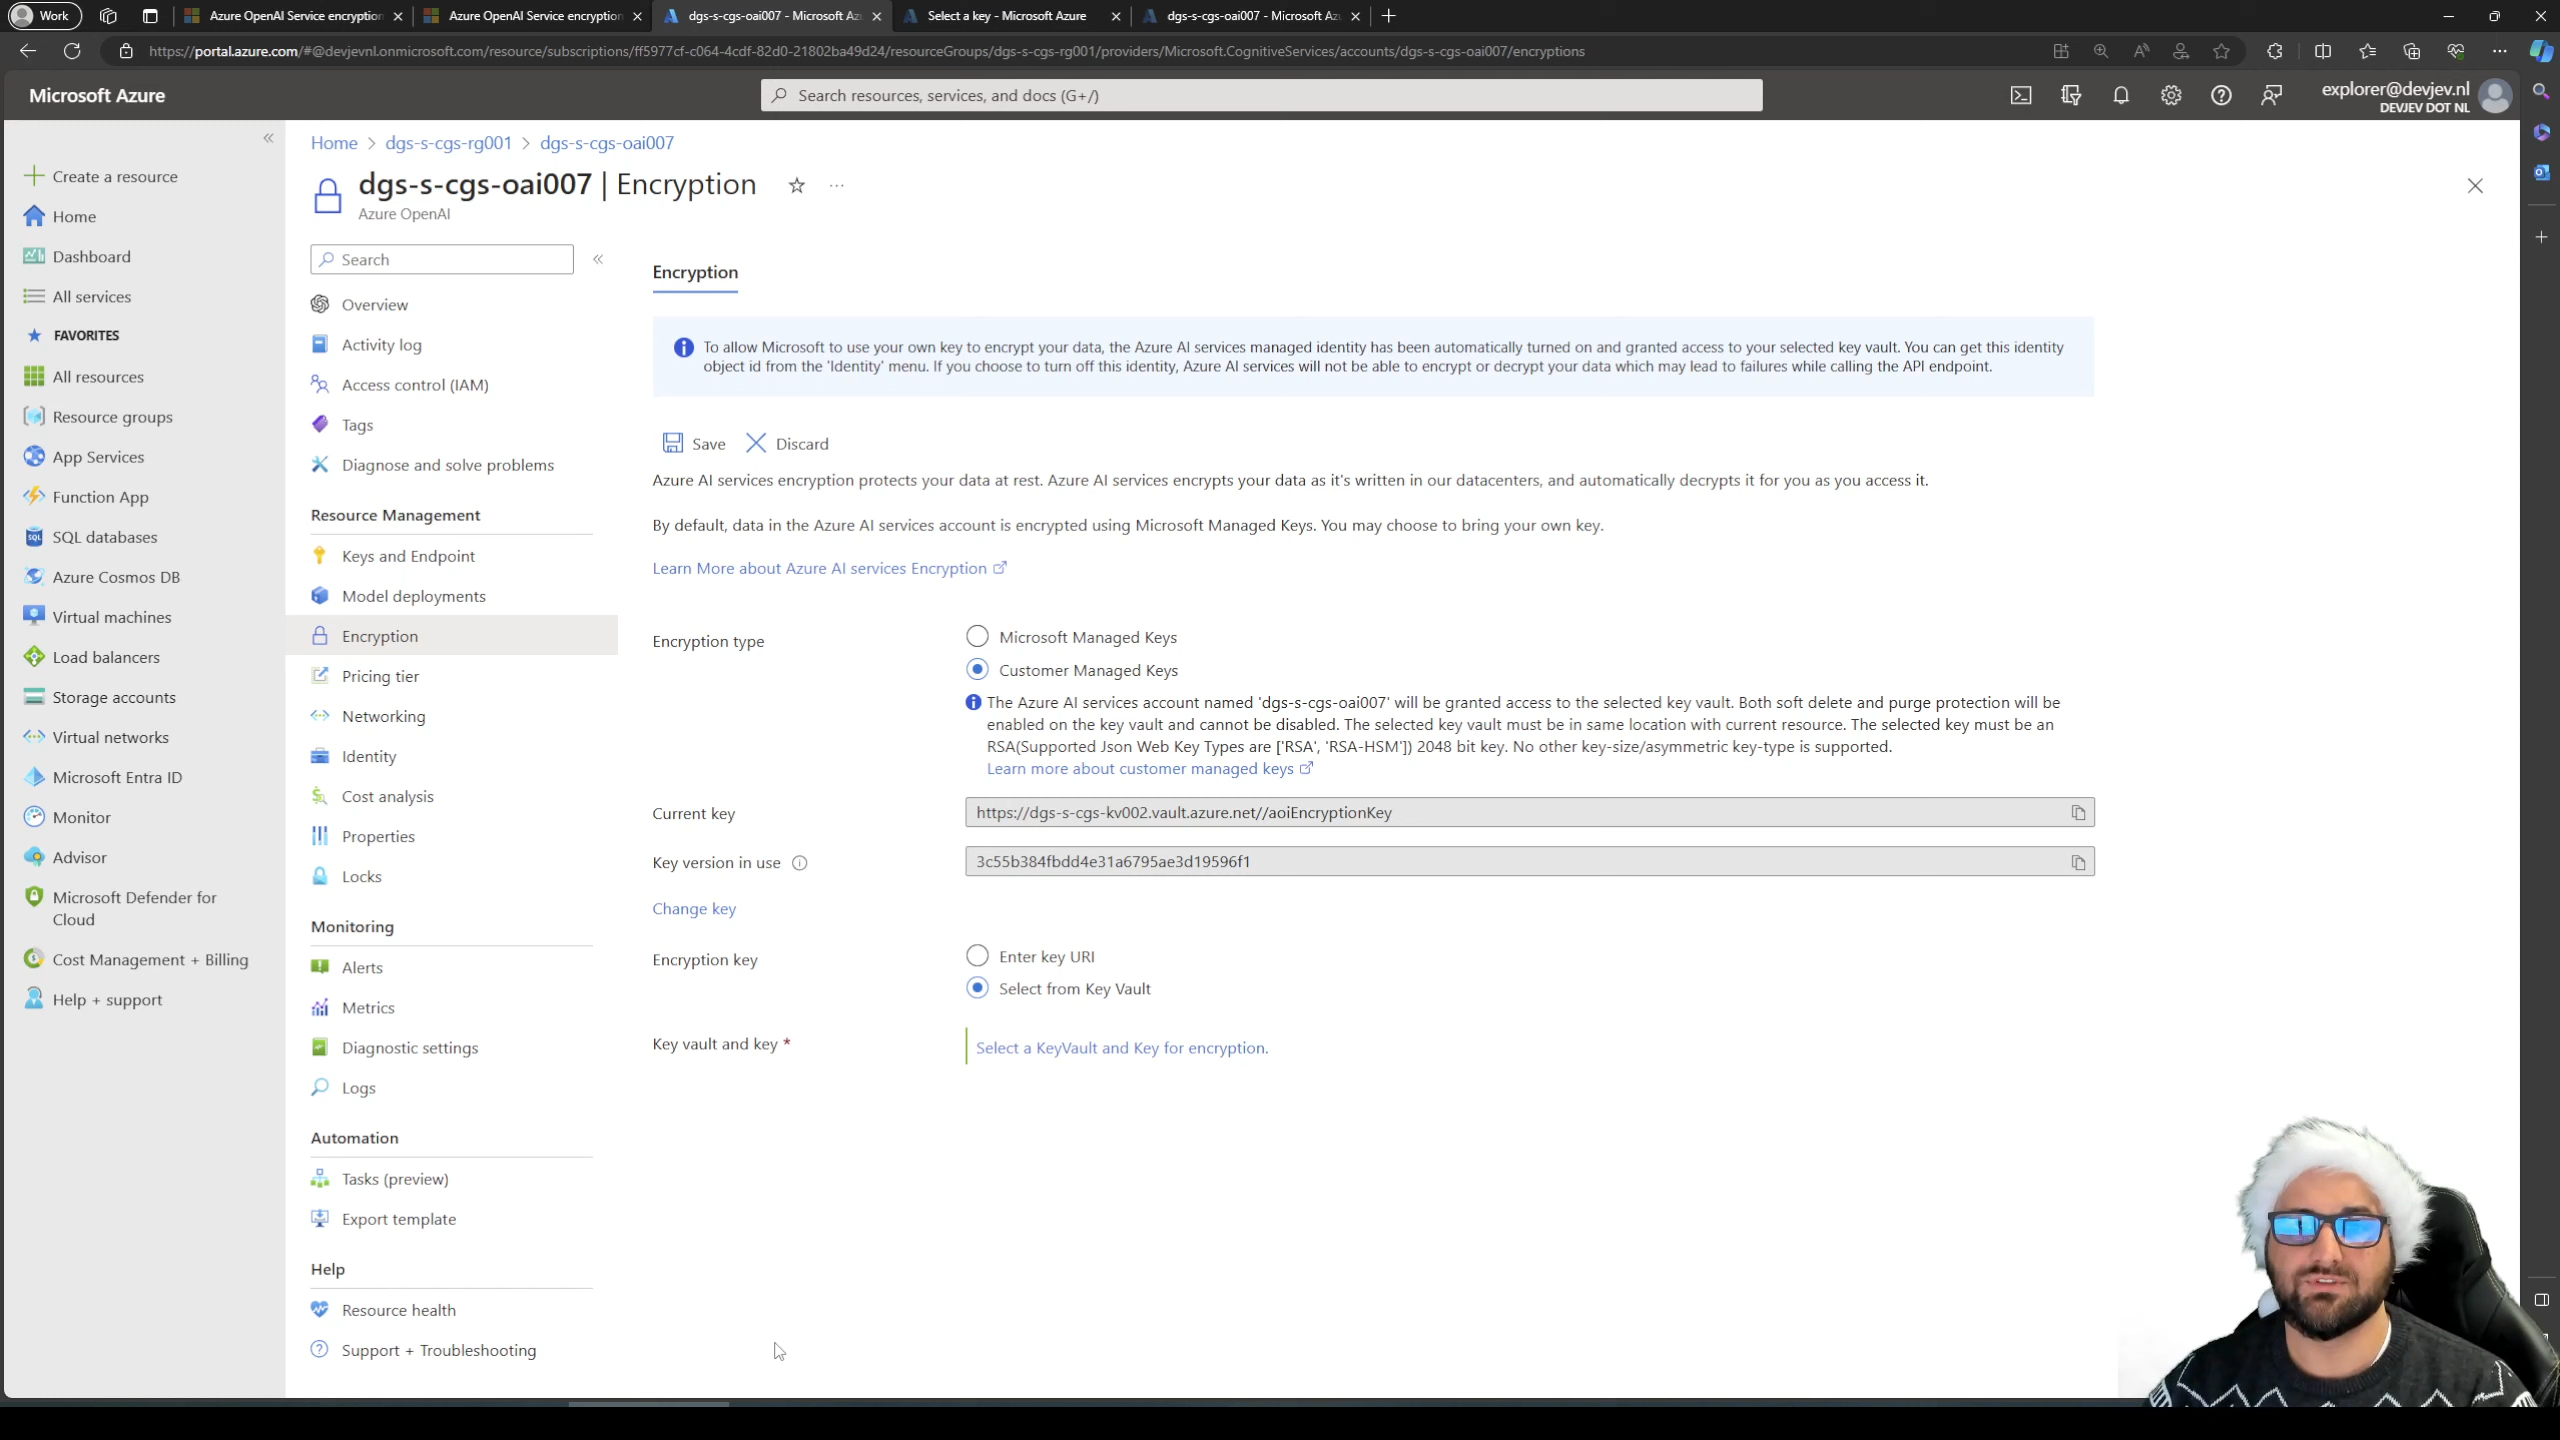 Work
Azure OpenAI Service encryption
Azure OpenAI Service encryption
dgs-s-cgs-oai007 - Microsoft Az
Select a key - Microsoft Azure
dgs-s-cgs-oai007 - Microsoft Az
https://portal.azure.com/#@devjevnl.onmicrosoft.com/resource/subscriptions/ff5977cf-c064-4cdf-82d0-21802ba49d24/resourceGroups/dgs-s-cgs-rg001/providers/Microsoft.CognitiveServices/accounts/dgs-s-cgs-oai007/encryptions
Microsoft Azure
Search resources, services, and docs (G+/)
explorer@devjev.nl
DEVJEV DOT NL
Create a resource
Home
Dashboard
All services
FAVORITES
All resources
Resource groups
App Services
Function App
SQL databases
Azure Cosmos DB
Virtual machines
Load balancers
Storage accounts
Virtual networks
Microsoft Entra ID
Monitor
Advisor
Microsoft Defender for
Cloud
Cost Management + Billing
Help + support
Home > dgs-s-cgs-rg001 > dgs-s-cgs-oai007
dgs-s-cgs-oai007 | Encryption
Azure OpenAI
Search
Overview
Activity log
Access control (IAM)
Tags
Diagnose and solve problems
Resource Management
Keys and Endpoint
Model deployments
Encryption
Pricing tier
Networking
Identity
Cost analysis
Properties
Locks
Monitoring
Alerts
Metrics
Diagnostic settings
Logs
Automation
Tasks (preview)
Export template
Help
Resource health
Support + Troubleshooting
Encryption
To allow Microsoft to use your own key to encrypt your data, the Azure AI services managed identity has been automatically turned on and granted access to your selected key vault. You can get this identity
object id from the 'Identity' menu. If you choose to turn off this identity, Azure AI services will not be able to encrypt or decrypt your data which may lead to failures while calling the API endpoint.
Save
Discard
Azure AI services encryption protects your data at rest. Azure AI services encrypts your data as it's written in our datacenters, and automatically decrypts it for you as you access it.
By default, data in the Azure AI services account is encrypted using Microsoft Managed Keys. You may choose to bring your own key.
Learn More about Azure AI services Encryption
Encryption type
Microsoft Managed Keys
Customer Managed Keys
The Azure AI services account named 'dgs-s-cgs-oai007' will be granted access to the selected key vault. Both soft delete and purge protection will be
enabled on the key vault and cannot be disabled. The selected key vault must be in same location with current resource. The selected key must be an
RSA(Supported Json Web Key Types are ['RSA', 'RSA-HSM']) 2048 bit key. No other key-size/asymmetric key-type is supported.
Learn more about customer managed keys
Current key
https://dgs-s-cgs-kv002.vault.azure.net//aoiEncryptionKey
Key version in use
3c55b384fbdd4e31a6795ae3d19596f1
Change key
Encryption key
Enter key URI
Select from Key Vault
Key vault and key *
Select a KeyVault and Key for encryption.